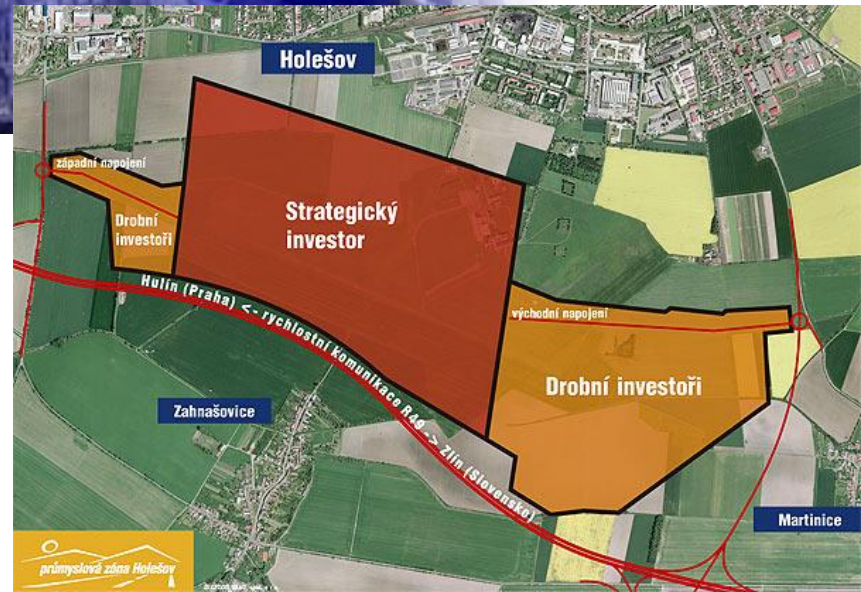 Holešov
západní napojení
Drobní
investoři
Strategický
investor
Hulín (Praha) <- rychlostní komunikace R49 -> Zlín (Slovensko)
východní napojení
Drobní investoři
Zahnašovice
Martinice
průmyslová zóna Holešov